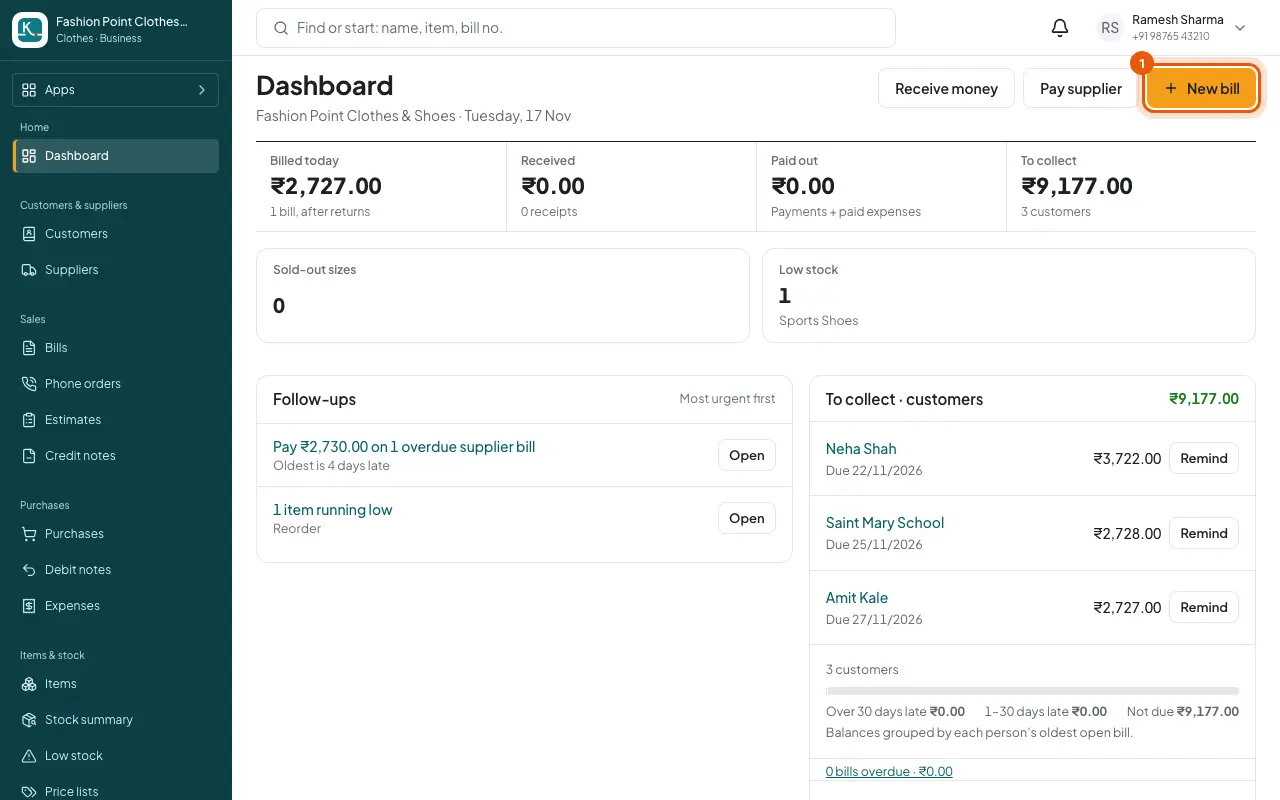 K
Fashion Point Clothes…
Clothes · Business
Find or start: name, item, bill no.
RS
Ramesh Sharma
+91 98765 43210
Apps
Home
Dashboard
Customers & suppliers
Customers
Suppliers
Sales
Bills
Phone orders
Estimates
Credit notes
Purchases
Purchases
Debit notes
Expenses
Items & stock
Items
Stock summary
Low stock
Price lists
Dashboard
Fashion Point Clothes & Shoes · Tuesday, 17 Nov
Receive money
Pay supplier
1
+ New bill
Billed today
₹2,727.00
1 bill, after returns
Received
₹0.00
0 receipts
Paid out
₹0.00
Payments + paid expenses
To collect
₹9,177.00
3 customers
Sold-out sizes
0
Low stock
1
Sports Shoes
Follow-ups
Most urgent first
Pay ₹2,730.00 on 1 overdue supplier bill
Oldest is 4 days late
Open
1 item running low
Reorder
Open
To collect · customers
₹9,177.00
Neha Shah
Due 22/11/2026
₹3,722.00
Remind
Saint Mary School
Due 25/11/2026
₹2,728.00
Remind
Amit Kale
Due 27/11/2026
₹2,727.00
Remind
3 customers
Over 30 days late ₹0.00
1–30 days late ₹0.00
Not due ₹9,177.00
Balances grouped by each person's oldest open bill.
0 bills overdue · ₹0.00